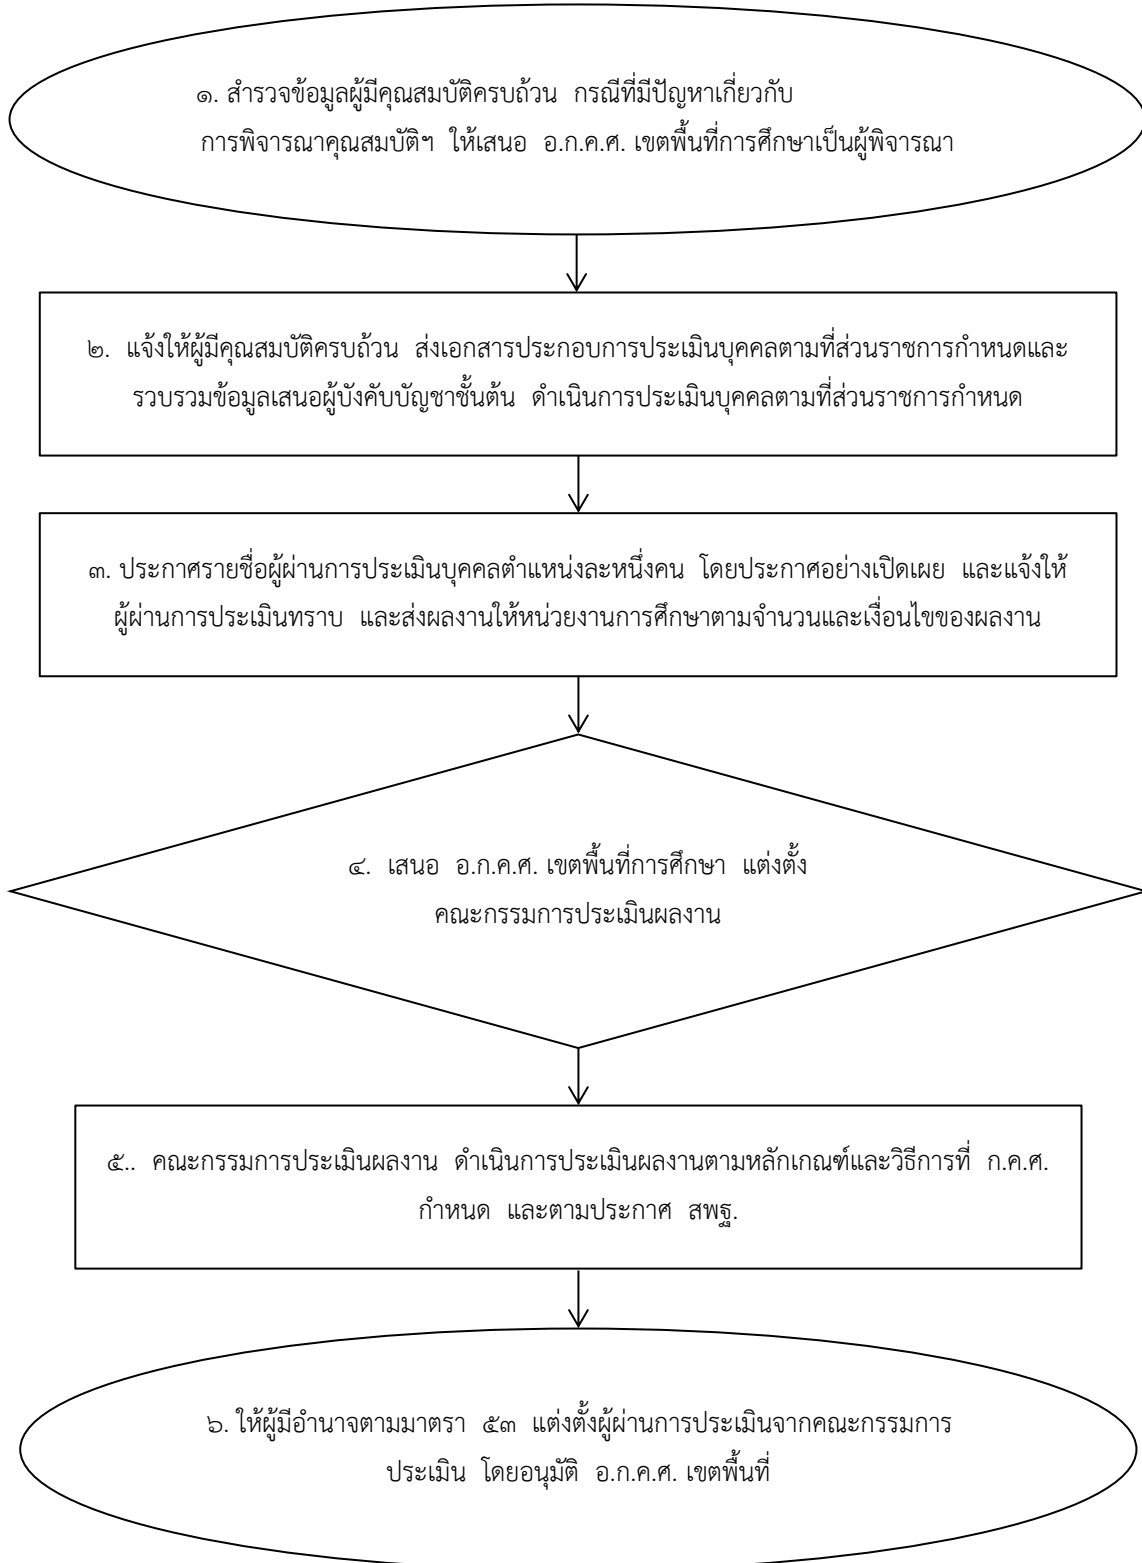 ๑. สำรวจข้อมูลผู้มีคุณสมบัติครบถ้วน กรณีที่มีปัญหาเกี่ยวกับ
การพิจารณาคุณสมบัติฯ ให้เสนอ อ.ก.ค.ศ. เขตพื้นที่การศึกษาเป็นผู้พิจารณา
๒. แจ้งให้ผู้มีคุณสมบัติครบถ้วน ส่งเอกสารประกอบการประเมินบุคคลตามที่ส่วนราชการกำหนดและ
รวบรวมข้อมูลเสนอผู้บังคับบัญชาชั้นต้น ดำเนินการประเมินบุคคลตามที่ส่วนราชการกำหนด
๓. ประกาศรายชื่อผู้ผ่านการประเมินบุคคลตำแหน่งละหนึ่งคน โดยประกาศอย่างเปิดเผย และแจ้งให้
ผู้ผ่านการประเมินทราบ และส่งผลงานให้หน่วยงานการศึกษาตามจำนวนและเงื่อนไขของผลงาน
๔. เสนอ อ.ก.ค.ศ. เขตพื้นที่การศึกษา แต่งตั้ง
คณะกรรมการประเมินผลงาน
๕.. คณะกรรมการประเมินผลงาน ดำเนินการประเมินผลงานตามหลักเกณฑ์และวิธีการที่ ก.ค.ศ.
กำหนด และตามประกาศ สพฐ.
๖. ให้ผู้มีอำนาจตามมาตรา ๕๓ แต่งตั้งผู้ผ่านการประเมินจากคณะกรรมการ
ประเมิน โดยอนุมัติ อ.ก.ค.ศ. เขตพื้นที่